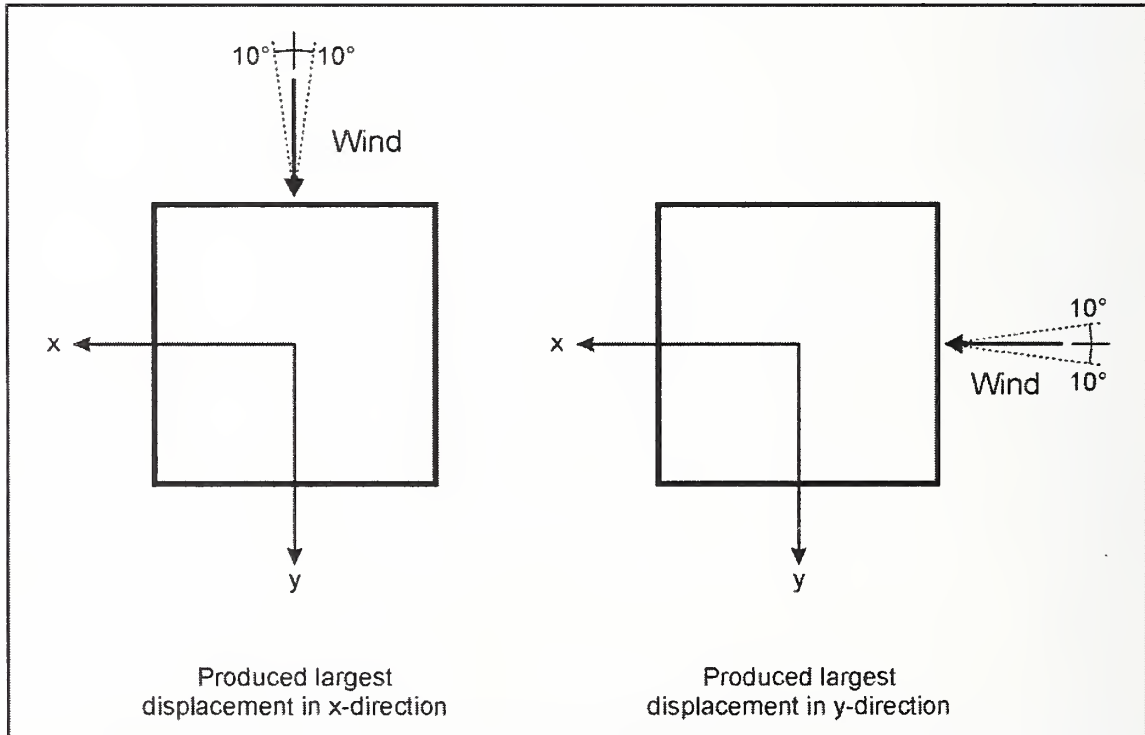 10° 10°
Wind
x
y
Produced largest
displacement in x-direction
10°
10°
Wind
x
y
Produced largest
displacement in y-direction